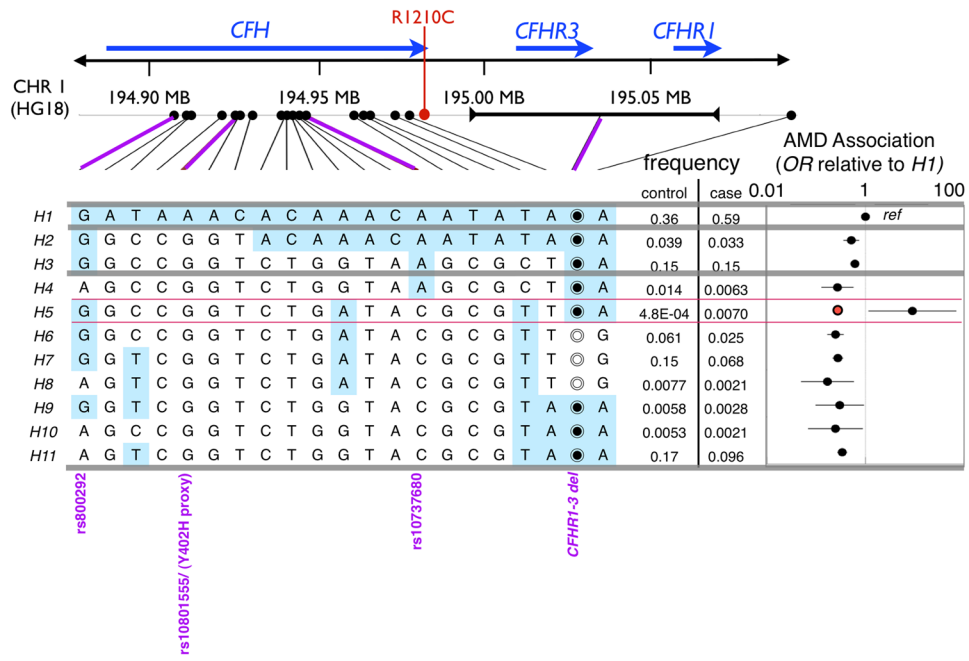 R1210C
CFH CFHR3 CFHR1
CHR 1
(HG18)
194.90 MB 194.95 MB 195.00 MB 195.05 MB
AMD Association
(OR relative to H1)
frequency
control case 0.01 1 100
H1 G A T A A A C A C A A A C A A T A T A ◉ A 0.36 0.59 ref
H2 G G C C G G T A C A A A C A A T A T A ◉ A 0.039 0.033
H3 G G C C G G T C T G G T A A G C G C T ◉ A 0.15 0.15
H4 A G C C G G T C T G G T A A G C G C T ◉ A 0.014 0.0063
H5 G G C C G G T C T G A T A C G C G T T ◉ A 4.8E-04 0.0070
H6 G G C C G G T C T G A T A C G C G T T ◎ G 0.061 0.025
H7 G G T C G G T C T G A T A C G C G T T ◎ G 0.15 0.068
H8 A G T C G G T C T G A T A C G C G T T ◎ G 0.0077 0.0021
H9 G G T C G G T C T G G T A C G C G T A ◉ A 0.0058 0.0028
H10 A G C C G G T C T G G T A C G C G T A ◉ A 0.0053 0.0021
H11 A G T C G G T C T G G T A C G C G T A ◉ A 0.17 0.096
rs800292
rs10801555/ (Y402H proxy)
rs10737680
CFHR1-3 del